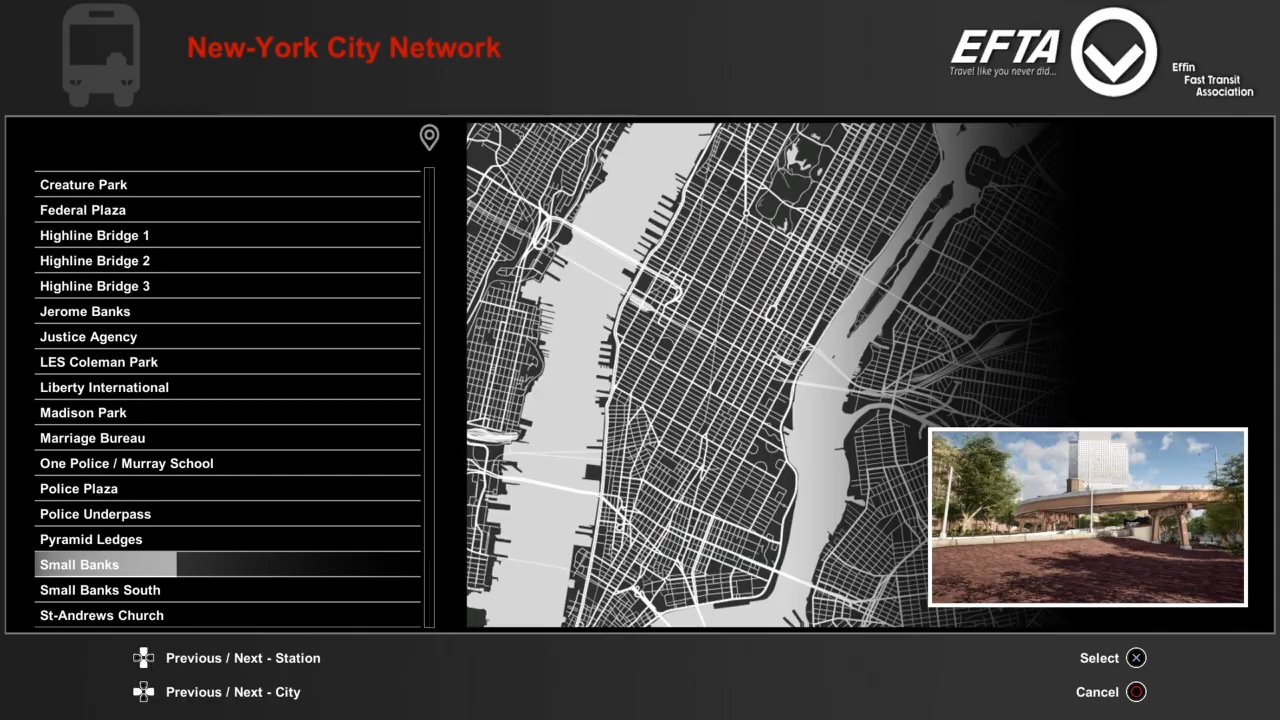 New-York City Network
EFTA
Travel like you never did...
Effin
Fast Transit
Association
Creature Park
Federal Plaza
Highline Bridge 1
Highline Bridge 2
Highline Bridge 3
Jerome Banks
Justice Agency
LES Coleman Park
Liberty International
Madison Park
Marriage Bureau
One Police / Murray School
Police Plaza
Police Underpass
Pyramid Ledges
Small Banks
Small Banks South
St-Andrews Church
Previous / Next - Station
Previous / Next - City
Select
Cancel